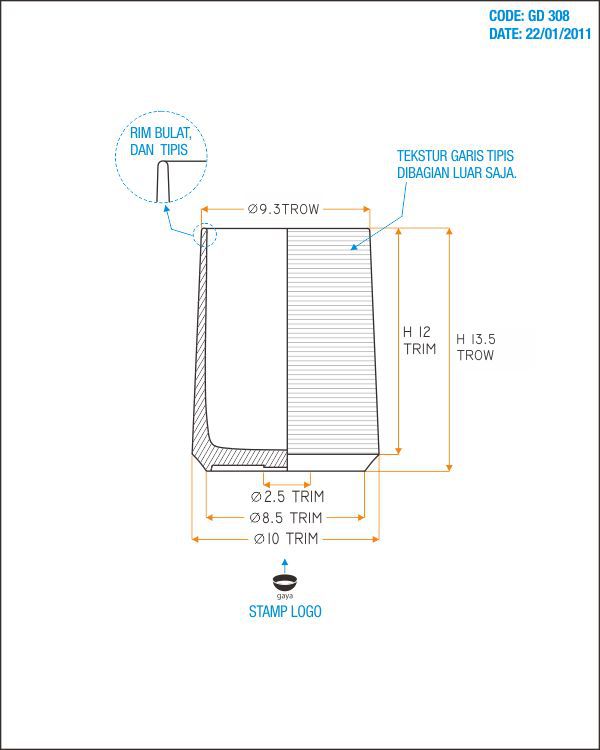 CODE: GD 308
DATE: 22/01/2011
RIM BULAT,
DAN TIPIS
TEKSTUR GARIS TIPIS
DIBAGIAN LUAR SAJA.
Ø9.3TROW
H 12
TRIM
H 13.5
TROW
Ø2.5 TRIM
Ø8.5 TRIM
Ø10 TRIM
gaya
STAMP LOGO